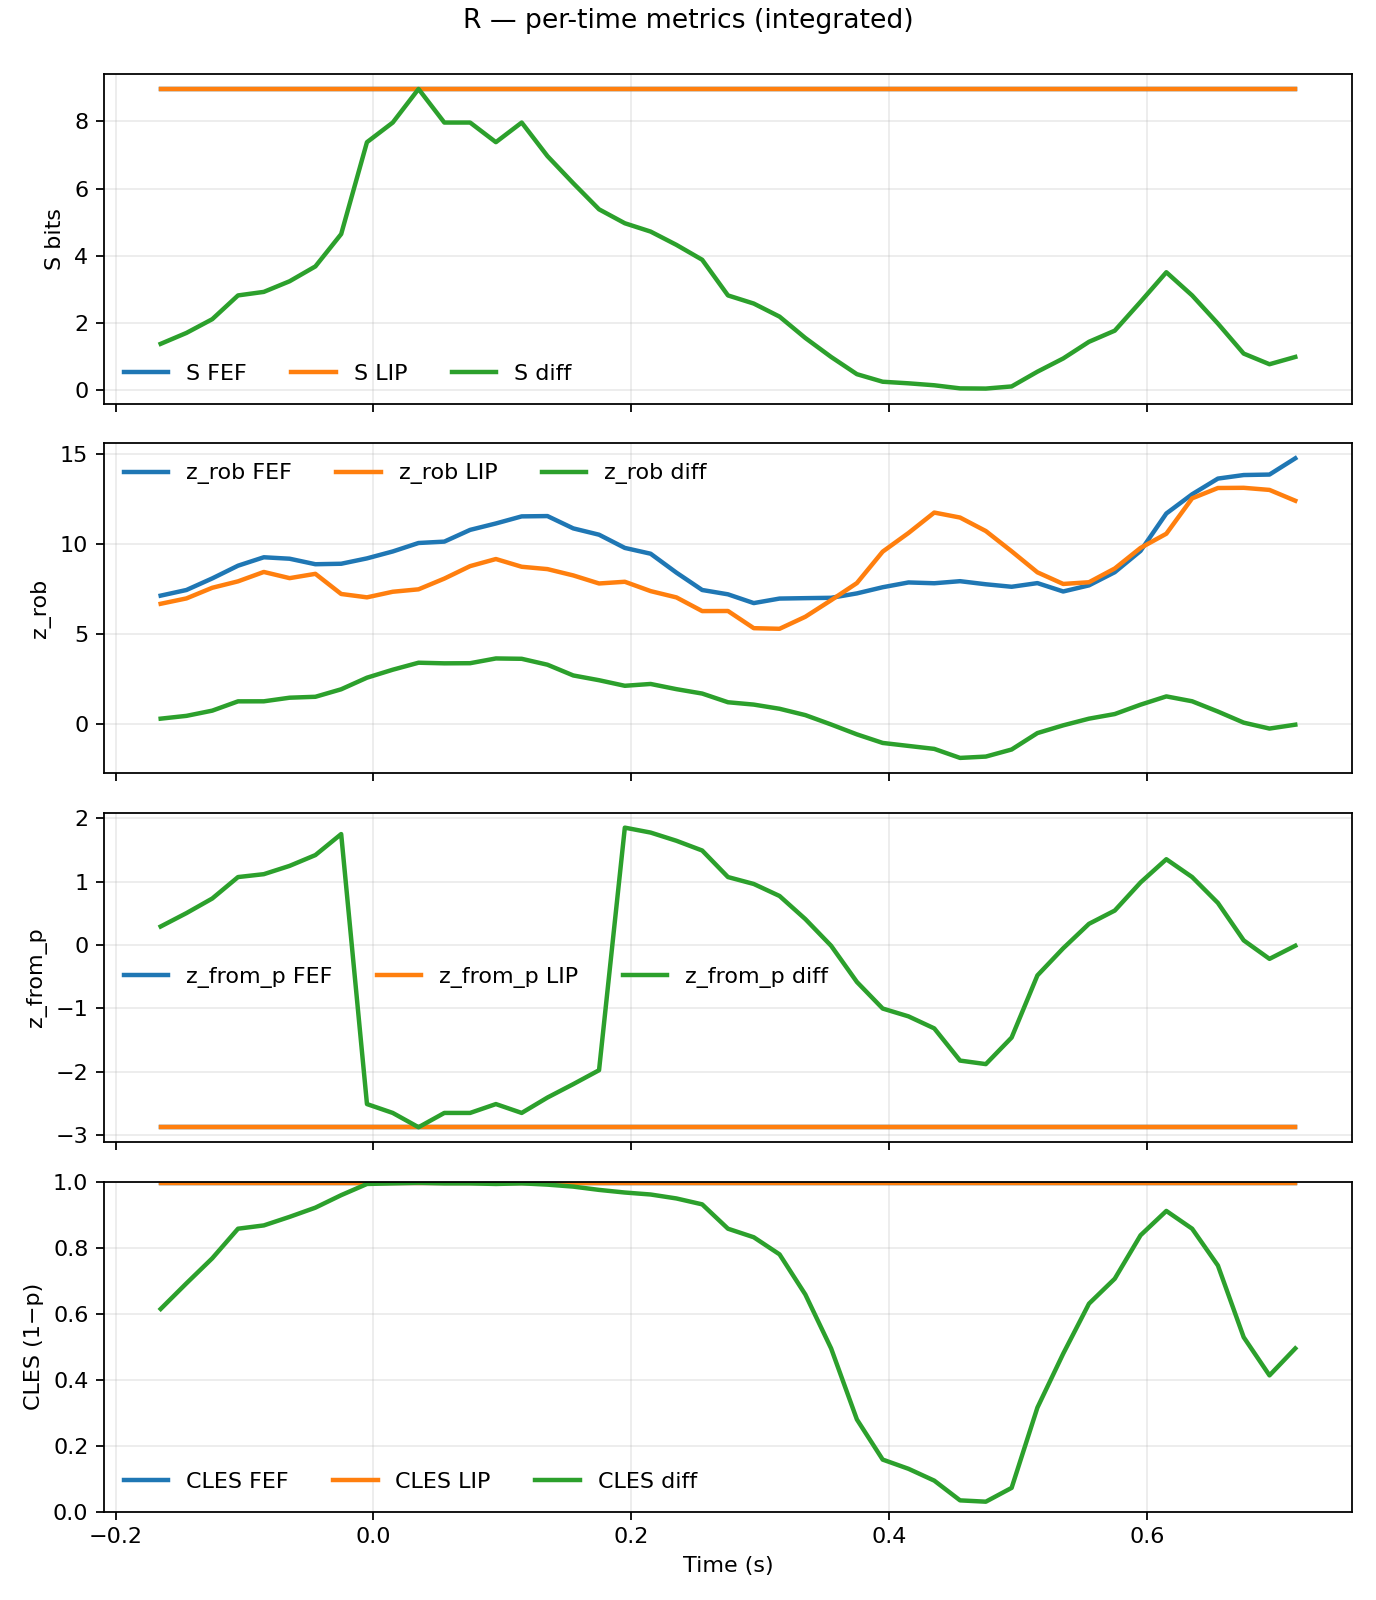 R — per-time metrics (integrated)
8
6
4
2
0
S bits
S FEF
S LIP
S diff
15
10
5
0
z_rob
z_rob FEF
z_rob LIP
z_rob diff
2
1
0
−1
−2
−3
z_from_p
z_from_p FEF
z_from_p LIP
z_from_p diff
1.0
0.8
0.6
0.4
0.2
0.0
CLES (1−p)
CLES FEF
CLES LIP
CLES diff
−0.2
0.0
0.2
0.4
0.6
Time (s)